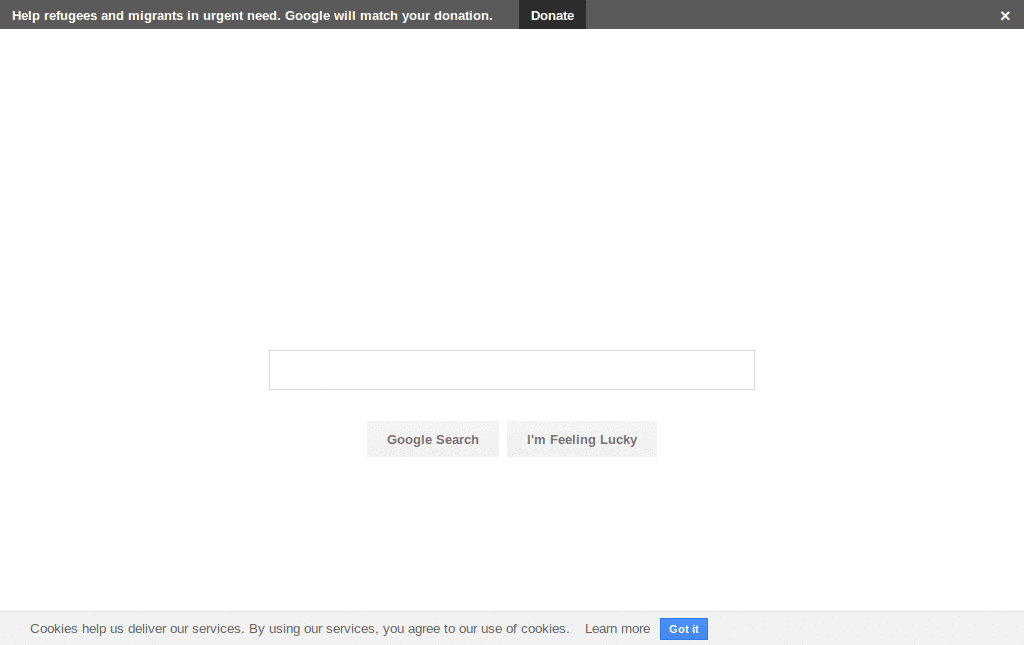 Help refugees and migrants in urgent need. Google will match your donation. Donate ×
Google Search I'm Feeling Lucky
Cookies help us deliver our services. By using our services, you agree to our use of cookies. Learn more Got it